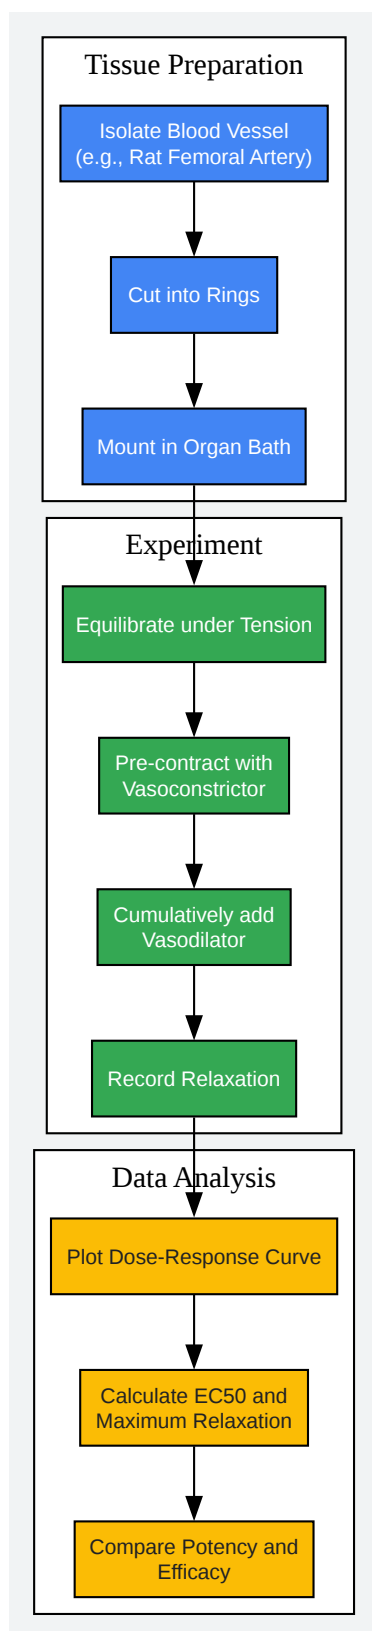 Tissue Preparation
Isolate Blood Vessel
(e.g., Rat Femoral Artery)
Cut into Rings
Mount in Organ Bath
Experiment
Equilibrate under Tension
Pre-contract with
Vasoconstrictor
Cumulatively add
Vasodilator
Record Relaxation
Data Analysis
Plot Dose-Response Curve
Calculate EC50 and
Maximum Relaxation
Compare Potency and
Efficacy